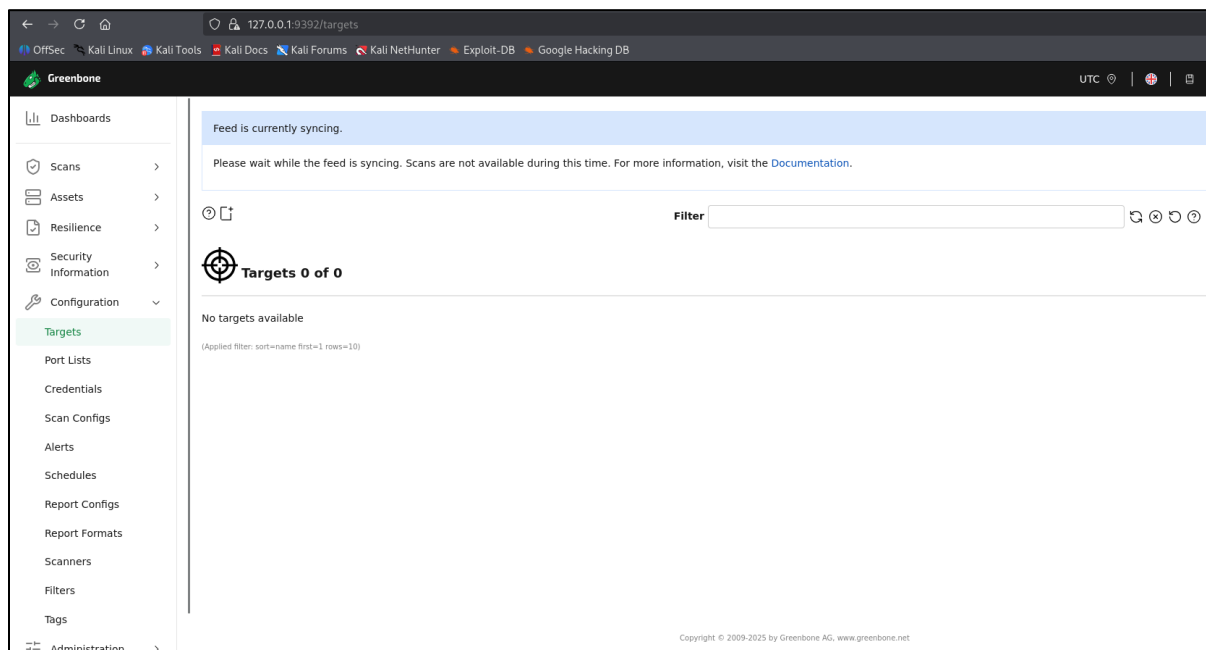 127.0.0.1:9392/targets
OffSec Kali Linux Kali Tools Kali Docs Kali Forums Kali NetHunter Exploit-DB Google Hacking DB
Greenbone
UTC
Dashboards
Scans
Assets
Resilience
Security
Information
Configuration
Targets
Port Lists
Credentials
Scan Configs
Alerts
Schedules
Report Configs
Report Formats
Scanners
Filters
Tags
Administration
Feed is currently syncing.
Please wait while the feed is syncing. Scans are not available during this time. For more information, visit the Documentation.
Filter
Targets 0 of 0
No targets available
(Applied filter: sort=name first=1 rows=10)
Copyright © 2009-2025 by Greenbone AG, www.greenbone.net